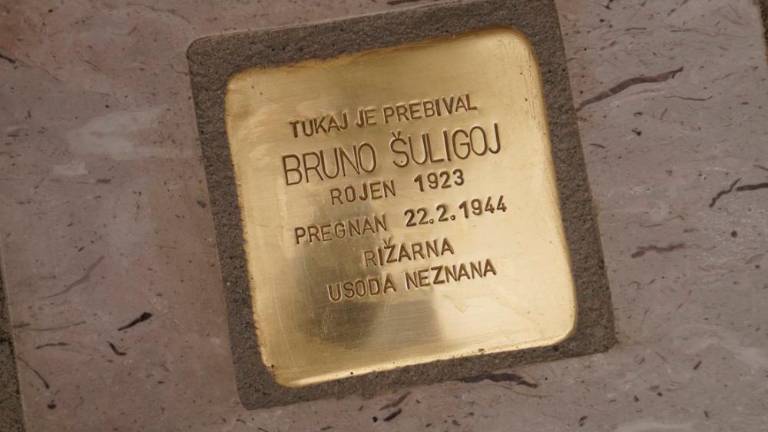 TUKAJ JE PREBIVAL
BRUNO ŠULIGOJ
ROJEN 1923
PREGNAN 22.2.1944
RIŽARNA
USODA NEZNANA